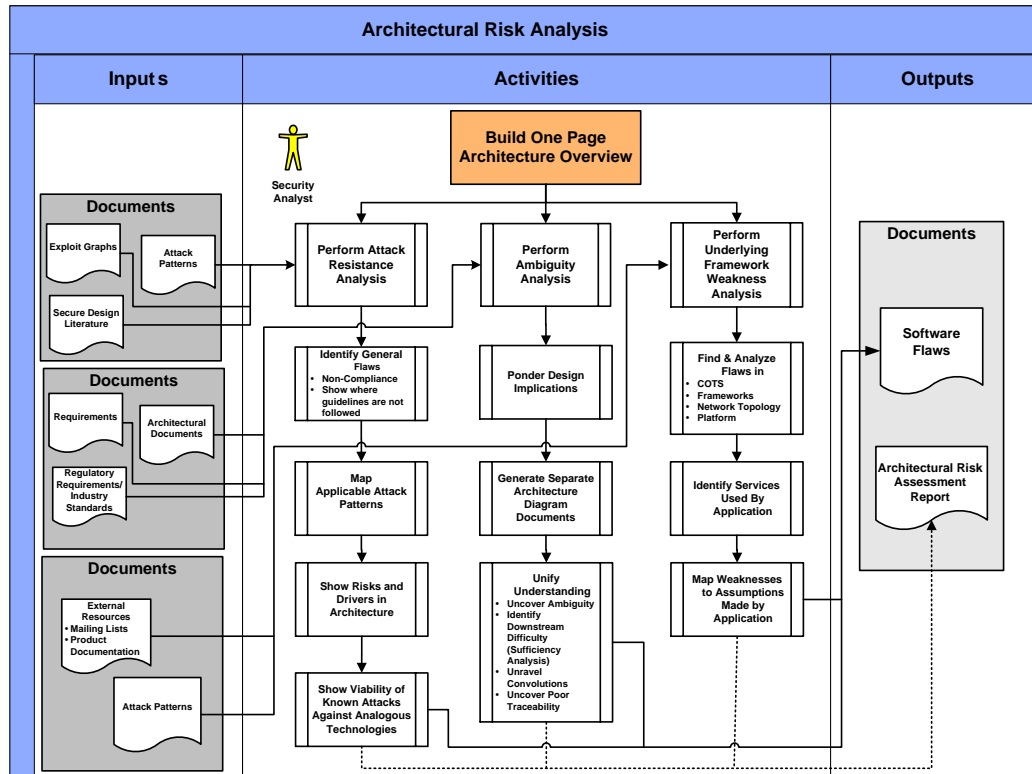 Architectural Risk Analysis
Inputs
Activities
Outputs
Build One Page
Architecture Overview
Security
Analyst
Documents
Exploit Graphs
Attack
Patterns
Secure Design
Literature
Documents
Requirements
Architectural
Documents
Regulatory
Requirements/
Industry
Standards
Documents
External
Resources
• Mailing Lists
• Product
Documentation
Attack Patterns
Perform Attack
Resistance
Analysis
Identify General
Flaws
• Non-Compliance
• Show where
guidelines are not
followed
Map
Applicable Attack
Patterns
Show Risks and
Drivers in
Architecture
Show Viability of
Known Attacks
Against Analogous
Technologies
Perform
Ambiguity
Analysis
Ponder Design
Implications
Generate Separate
Architecture
Diagram
Documents
Unify
Understanding
• Uncover Ambiguity
• Identify
Downstream
Difficulty
(Sufficiency
Analysis)
• Unravel
Convolutions
• Uncover Poor
Traceability
Perform
Underlying
Framework
Weakness
Analysis
Find & Analyze
Flaws in
• COTS
• Frameworks
• Network Topology
• Platform
Identify Services
Used By
Application
Map Weaknesses
to Assumptions
Made by
Application
Documents
Software
Flaws
Architectural Risk
Assessment
Report